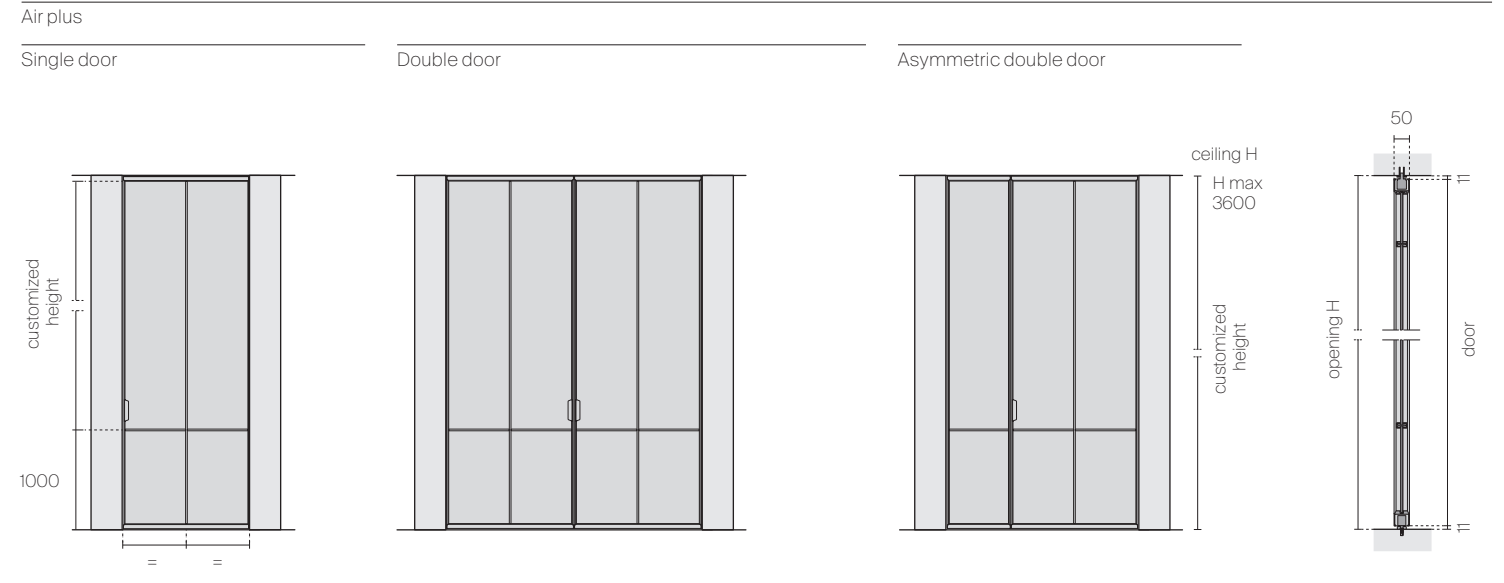 Air plus
Single door
Double door
Asymmetric double door
50
ceiling H
H max
3600
customized
height
customized
height
opening H
door
11
11
1000
=
=